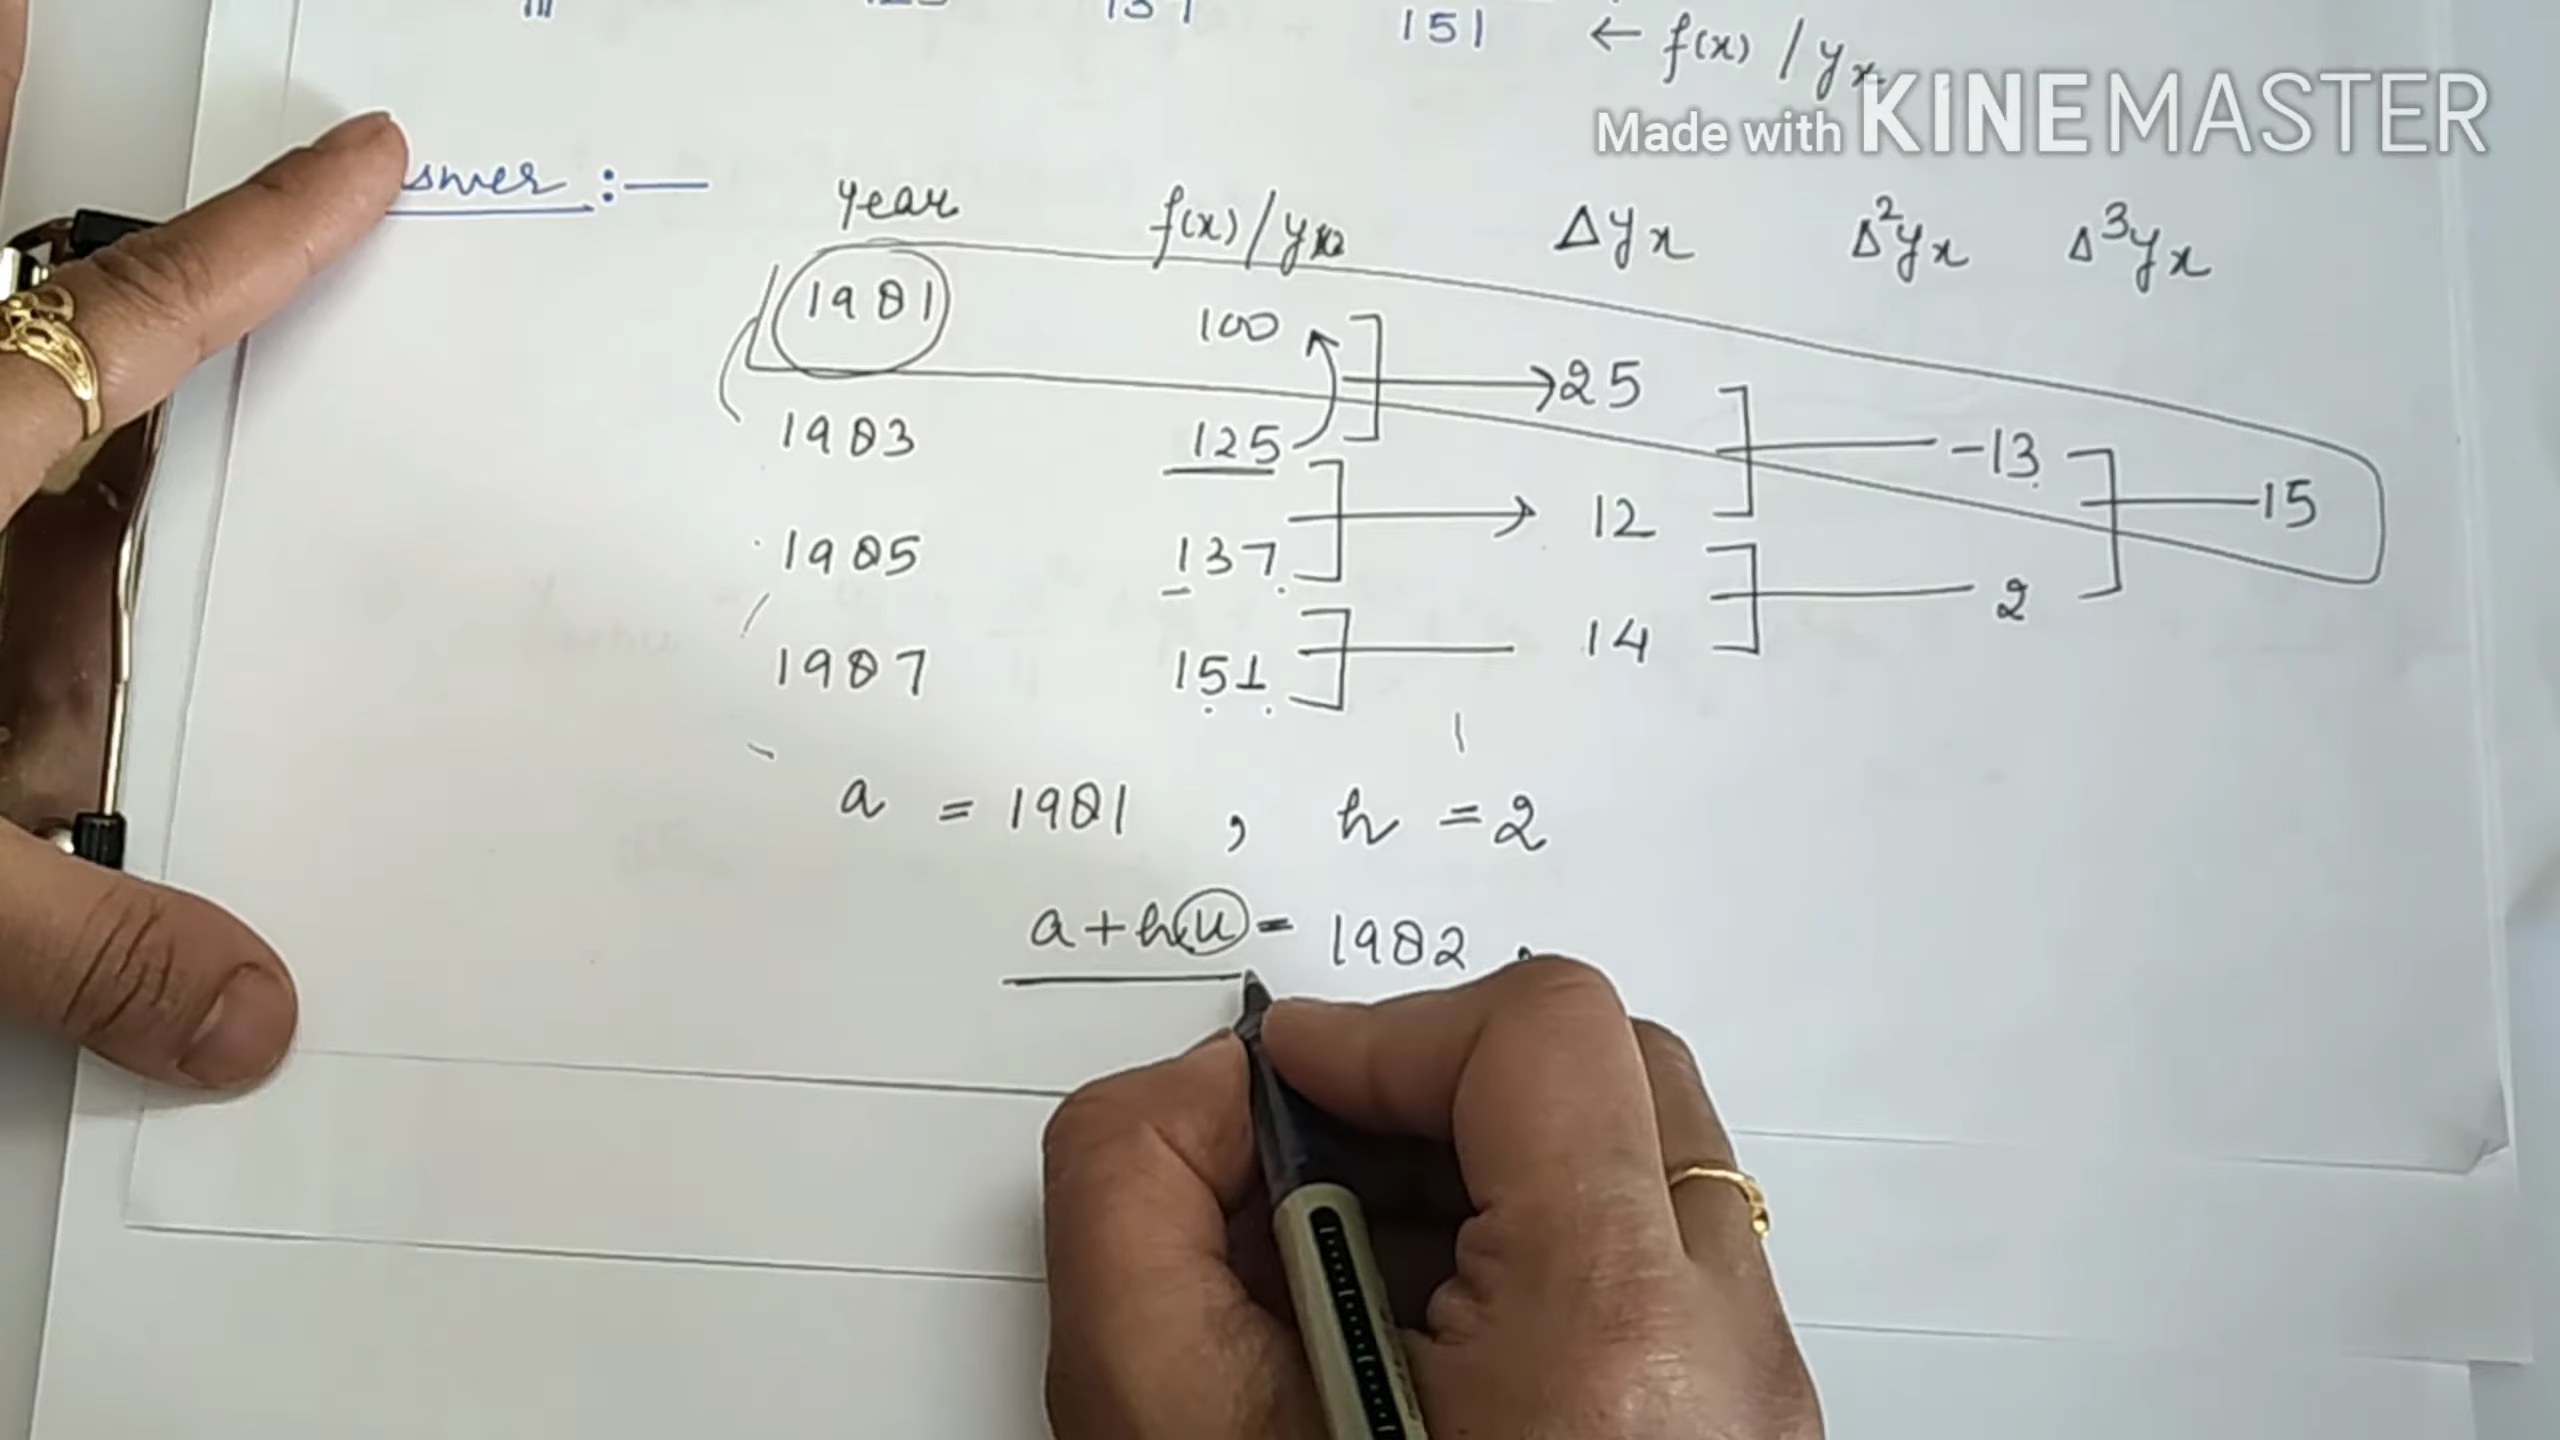 151 ← f(x) / yx
Made with KINEMASTER
swer :—
year f(x) / yx Δyx Δ²yx Δ³yx
1981 100
25
1983 125 -13
12 15
1985 137 2
14
1987 151
a = 1981 , h = 2
a+hu = 1982